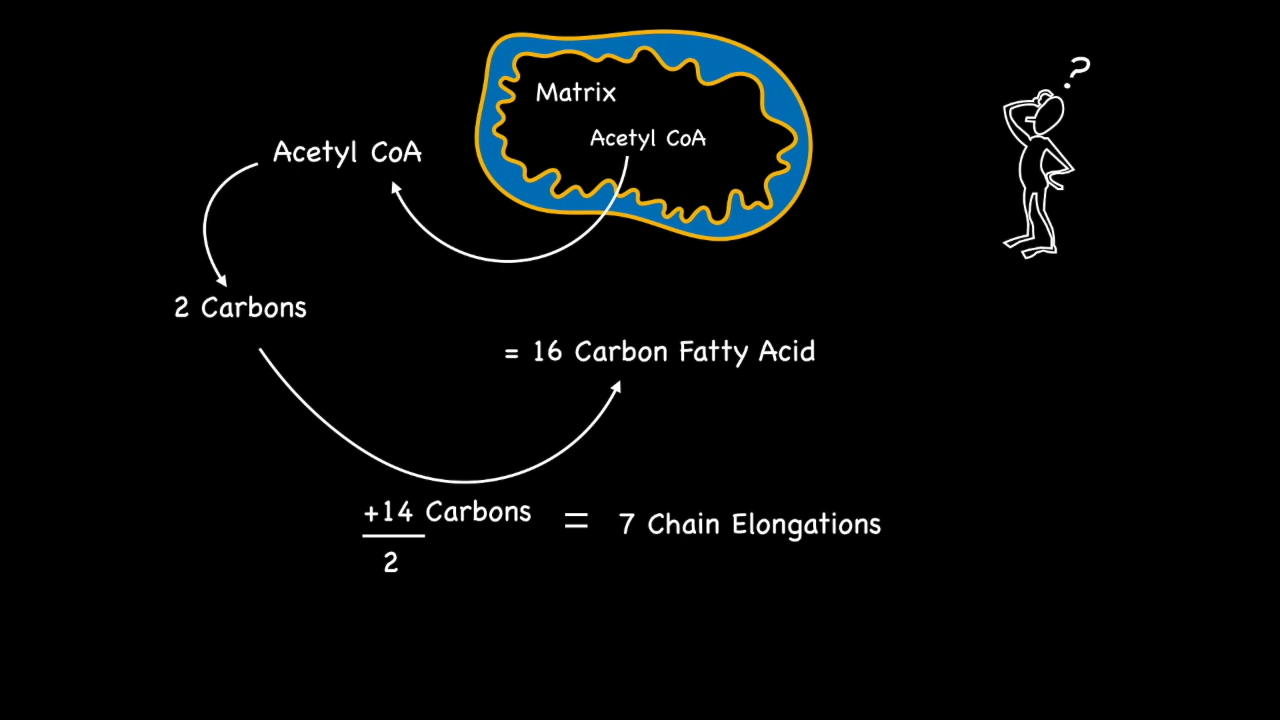 ?
Matrix
Acetyl CoA
Acetyl CoA
2 Carbons
= 16 Carbon Fatty Acid
+14 Carbons = 7 Chain Elongations
2